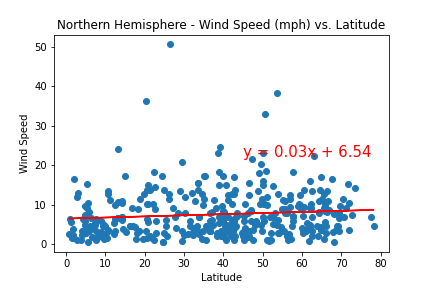 Northern Hemisphere - Wind Speed (mph) vs. Latitude
50
40
30
20
10
0
Wind Speed
y = 0.03x + 6.54
0 10 20 30 40 50 60 70 80
Latitude